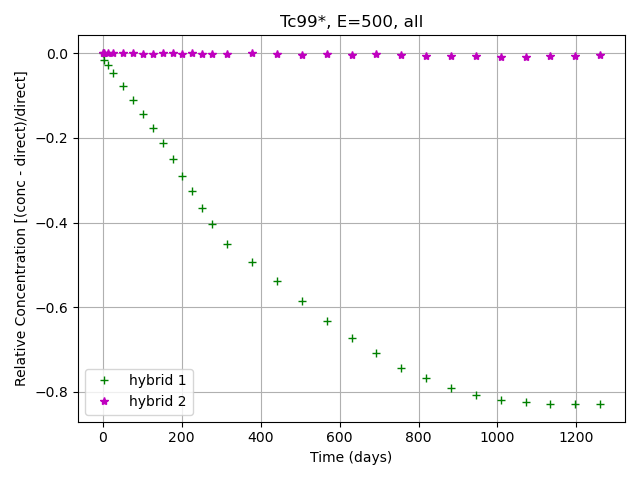 Tc99*, E=500, all
Relative Concentration [(conc - direct)/direct]
0.0
−0.2
−0.4
−0.6
−0.8
hybrid 1
hybrid 2
0
200
400
600
800
1000
1200
Time (days)